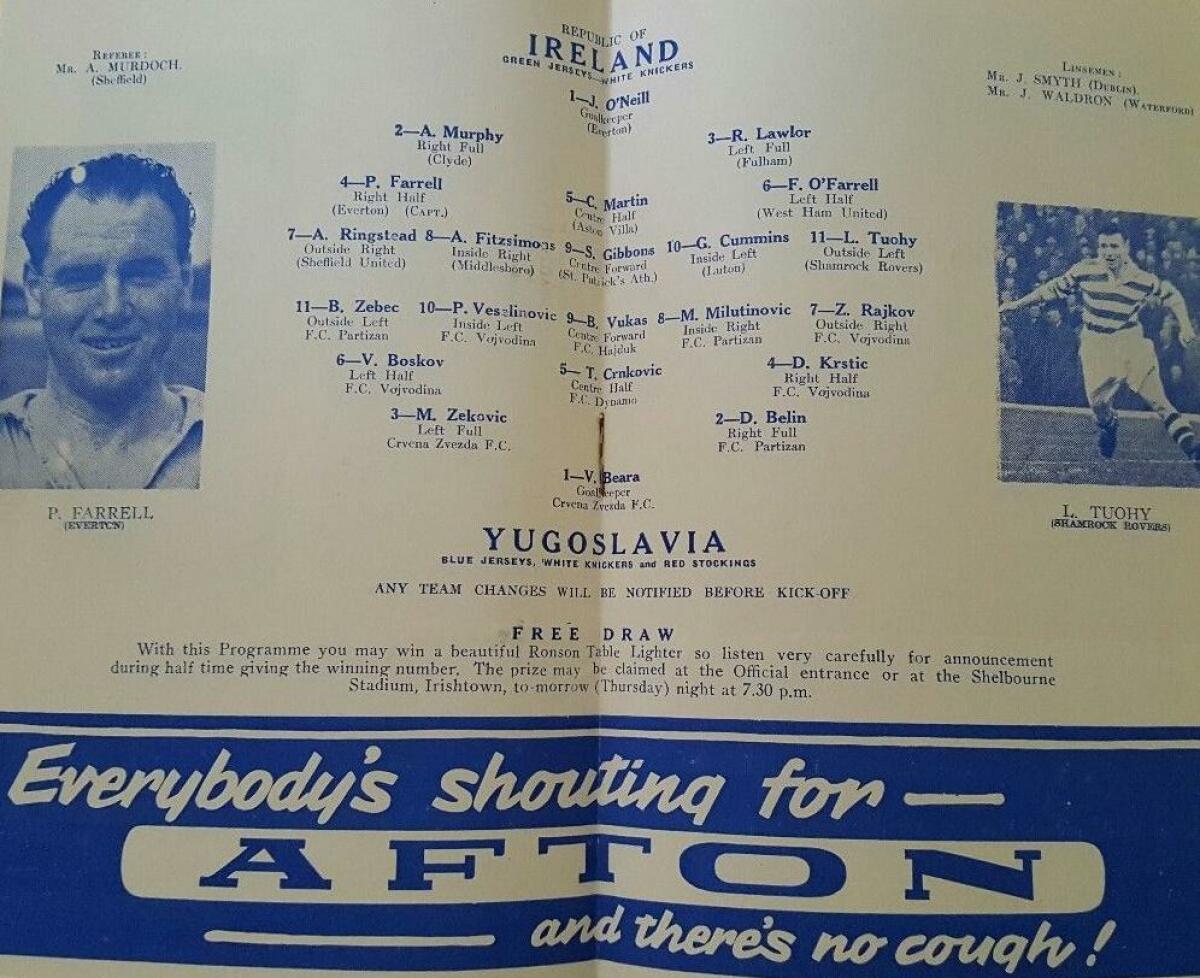 REFEREE :
MR. A. MURDOCH.
(Sheffield)
REPUBLIC OF
IRELAND
GREEN JERSEYS—WHITE KNICKERS
LINESMEN :
MR. J. SMYTH (DUBLIN).
MR. J. WALDRON (WATERFORD)
1—J. O'Neill
Goalkeeper
(Everton)
2—A. Murphy
Right Full
(Clyde)
3—R. Lawlor
Left Full
(Fulham)
4—P. Farrell
Right Half
(Everton) (CAPT.)
5—C. Martin
Centre Half
(Aston Villa)
6—F. O'Farrell
Left Half
(West Ham United)
7—A. Ringstead
Outside Right
(Sheffield United)
8—A. Fitzsimons
Inside Right
(Middlesboro)
9—S. Gibbons
Centre Forward
(St. Patrick's Ath.)
10—G. Cummins
Inside Left
(Luton)
11—L. Tuohy
Outside Left
(Shamrock Rovers)
11—B. Zebec
Outside Left
F.C. Partizan
10—P. Veselinovic
Inside Left
F.C. Vojvodina
9—B. Vukas
Centre Forward
F.C. Hajduk
8—M. Milutinovic
Inside Right
F.C. Partizan
7—Z. Rajkov
Outside Right
F.C. Vojvodina
6—V. Boskov
Left Half
F.C. Vojvodina
5—T. Crnkovic
Centre Half
F.C. Dynamo
4—D. Krstic
Right Half
F.C. Vojvodina
3—M. Zekovic
Left Full
Crvena Zvezda F.C.
2—D. Belin
Right Full
F.C. Partizan
1—V. Beara
Goalkeeper
Crvena Zvezda F.C.
P. FARRELL
(EVERTON)
L. TUOHY
(SHAMROCK ROVERS)
YUGOSLAVIA
BLUE JERSEYS, WHITE KNICKERS and RED STOCKINGS
ANY TEAM CHANGES WILL BE NOTIFIED BEFORE KICK-OFF
FREE DRAW
With this Programme you may win a beautiful Ronson Table Lighter so listen very carefully for announcement
during half time giving the winning number. The prize may be claimed at the Official entrance or at the Shelbourne
Stadium, Irishtown, to-morrow (Thursday) night at 7.30 p.m.
Everybody's shouting for —
AFTON
— and there's no cough!